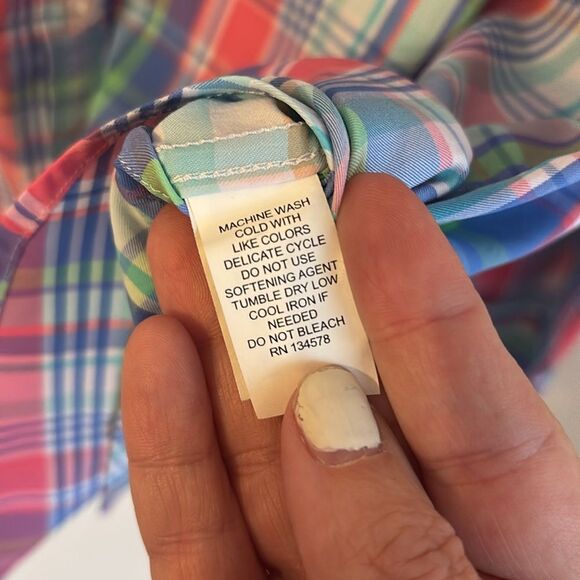 MACHINE WASH
COLD WITH
LIKE COLORS
DELICATE CYCLE
DO NOT USE
SOFTENING AGENT
TUMBLE DRY LOW
COOL IRON IF
NEEDED
DO NOT BLEACH
RN 134578